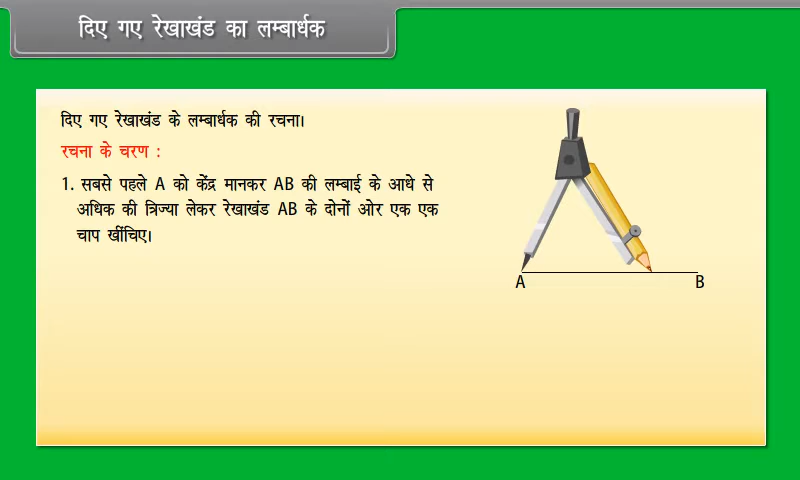 दिए गए रेखाखंड का लम्बार्धक
दिए गए रेखाखंड के लम्बार्धक की रचना।
रचना के चरण :
1. सबसे पहले A को केंद्र मानकर AB की लम्बाई के आधे से
अधिक की त्रिज्या लेकर रेखाखंड AB के दोनों ओर एक एक
चाप खींचिए।
A B